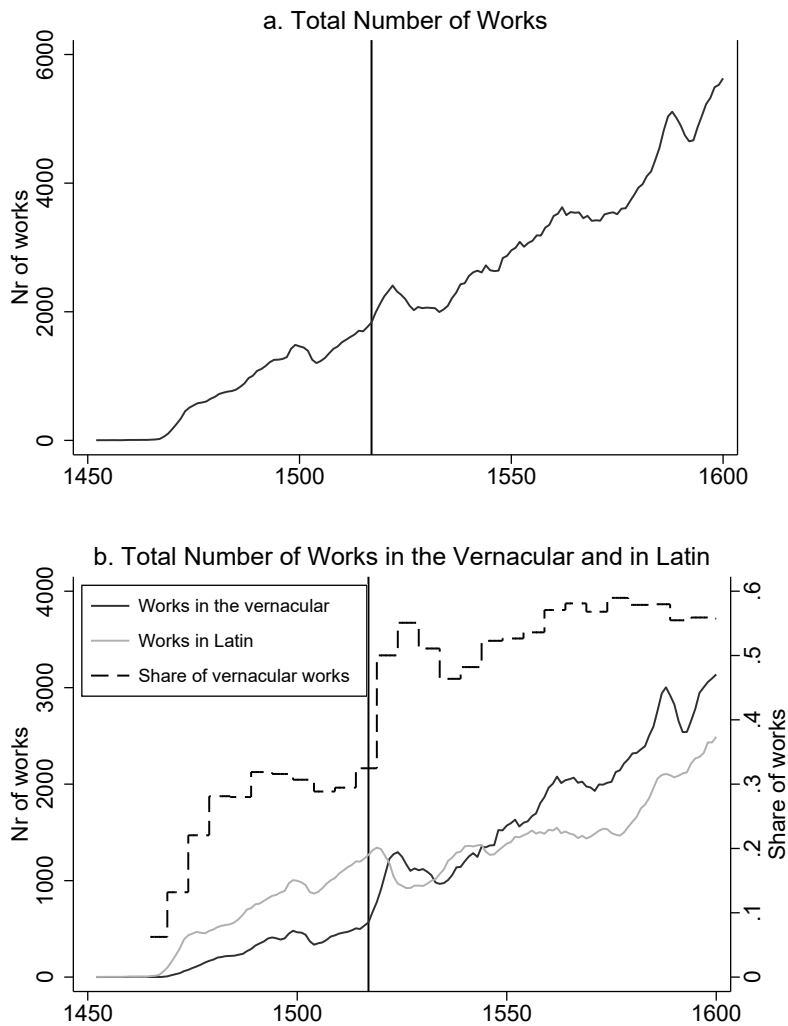 a. Total Number of Works
6000
4000
2000
0
Nr of works
1450 1500 1550 1600
b. Total Number of Works in the Vernacular and in Latin
Works in the vernacular
Works in Latin
Share of vernacular works
4000
3000
2000
1000
0
Nr of works
.6
.5
.4
.3
.2
.1
0
Share of works
1450 1500 1550 1600